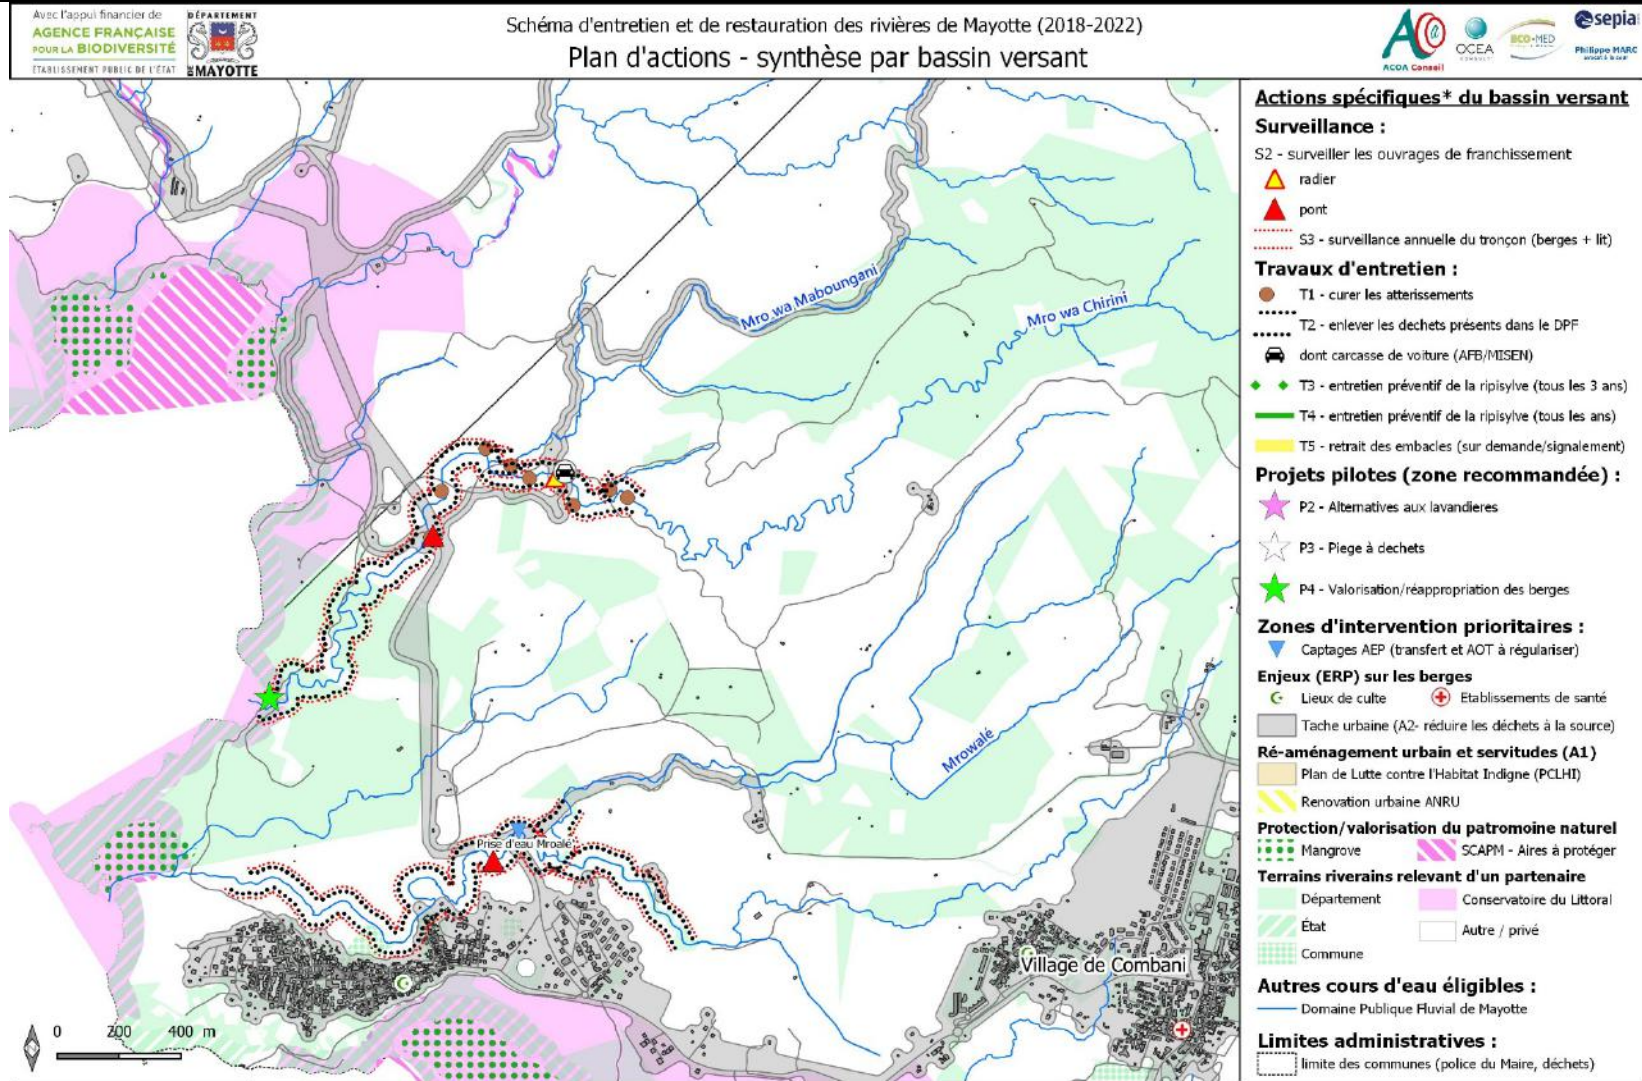 Avec l'appui financier de
AGENCE FRANÇAISE
POUR LA BIODIVERSITÉ
ÉTABLISSEMENT PUBLIC DE L'ÉTAT
DÉPARTEMENT
MAYOTTE
Schéma d'entretien et de restauration des rivières de Mayotte (2018-2022)
Plan d'actions - synthèse par bassin versant
ACOA Conseil
OCEA
CONSULT'
ECO-MED
sepia
Philippe MARC
Actions spécifiques* du bassin versant
Surveillance :
S2 - surveiller les ouvrages de franchissement
radier
pont
S3 - surveillance annuelle du tronçon (berges + lit)
Travaux d'entretien :
T1 - curer les atterissements
T2 - enlever les dechets présents dans le DPF
dont carcasse de voiture (AFB/MISEN)
T3 - entretien préventif de la ripisylve (tous les 3 ans)
T4 - entretien préventif de la ripisylve (tous les ans)
T5 - retrait des embacles (sur demande/signalement)
Projets pilotes (zone recommandée) :
P2 - Alternatives aux lavandieres
P3 - Piege à dechets
P4 - Valorisation/réappropriation des berges
Zones d'intervention prioritaires :
Captages AEP (transfert et AOT à régulariser)
Enjeux (ERP) sur les berges
Lieux de culte
Etablissements de santé
Tache urbaine (A2- réduire les déchets à la source)
Ré-aménagement urbain et servitudes (A1)
Plan de Lutte contre l'Habitat Indigne (PCLHI)
Renovation urbaine ANRU
Protection/valorisation du patromoine naturel
Mangrove
SCAPM - Aires à protéger
Terrains riverains relevant d'un partenaire
Département
Conservatoire du Littoral
État
Autre / privé
Commune
Autres cours d'eau éligibles :
Domaine Publique Fluvial de Mayotte
Limites administratives :
limite des communes (police du Maire, déchets)
Mro wa Maboungani
Mro wa Chirini
Mrowalé
Prise d'eau Mroalé
Village de Combani
0 200 400 m